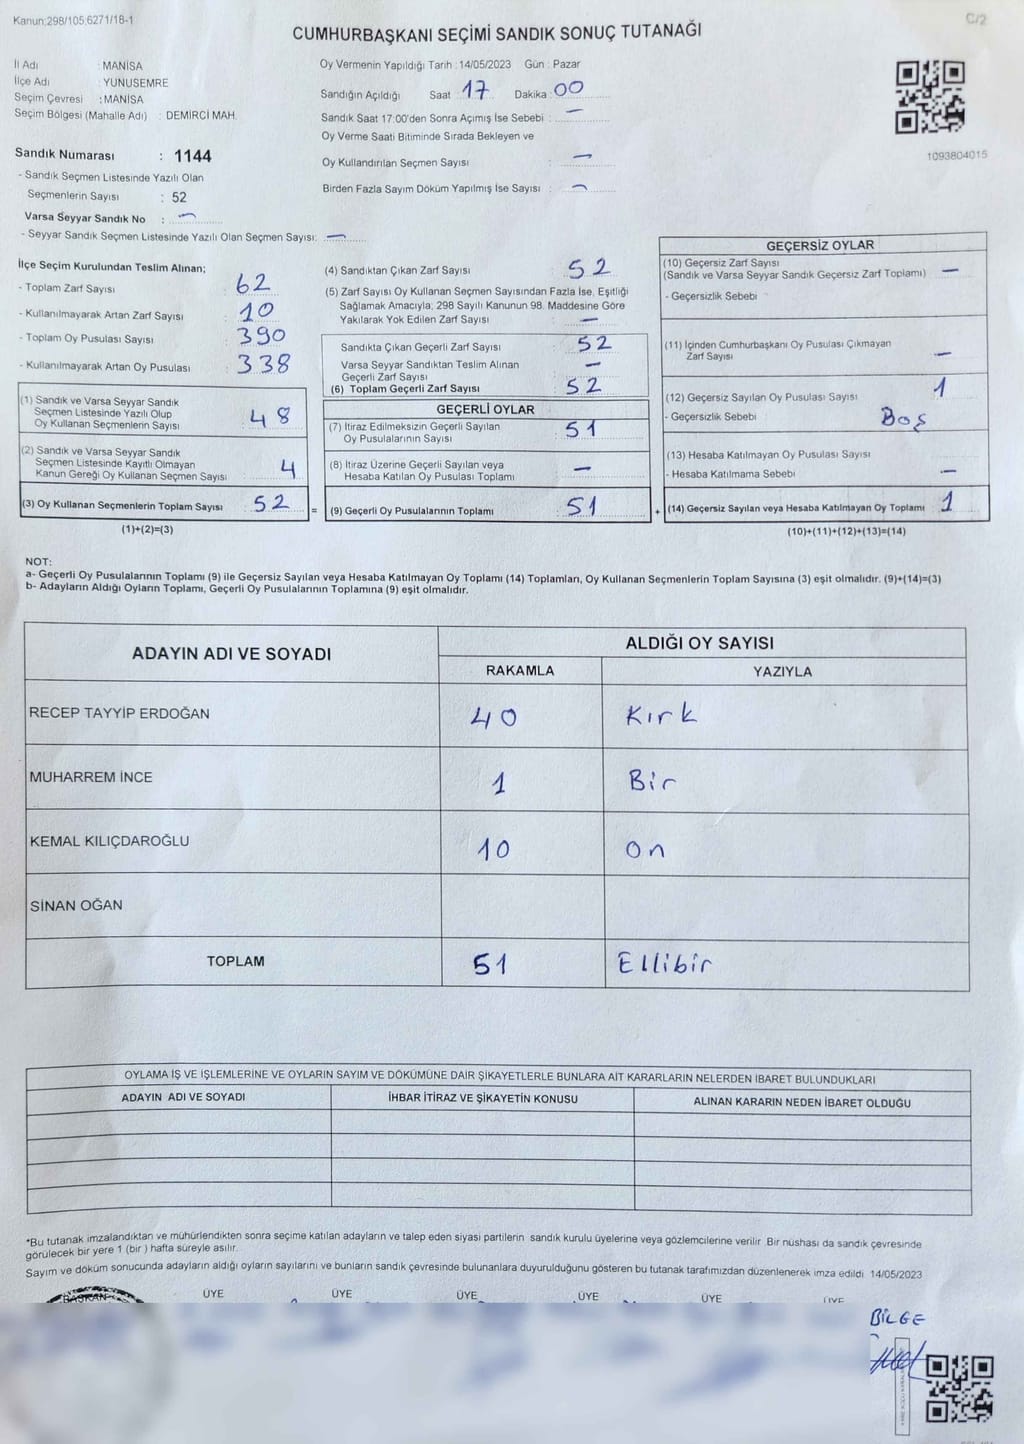 Kanun;298/105;6271/18-1
C/2
CUMHURBAŞKANI SEÇİMİ SANDIK SONUÇ TUTANAĞI
İl Adı : MANİSA
İlçe Adı : YUNUSEMRE
Seçim Çevresi : MANİSA
Seçim Bölgesi (Mahalle Adı) : DEMİRCİ MAH.
Sandık Numarası : 1144
- Sandık Seçmen Listesinde Yazılı Olan
Seçmenlerin Sayısı : 52
Varsa Seyyar Sandık No : -
- Seyyar Sandık Seçmen Listesinde Yazılı Olan Seçmen Sayısı: -
Oy Vermenin Yapıldığı Tarih : 14/05/2023 Gün : Pazar
Sandığın Açıldığı Saat : 17 Dakika : 00
Sandık Saat 17:00'den Sonra Açımış İse Sebebi : -
Oy Verme Saati Bitiminde Sırada Bekleyen ve
Oy Kullandırılan Seçmen Sayısı : -
Birden Fazla Sayım Döküm Yapılmış İse Sayısı : -
1093804015
İlçe Seçim Kurulundan Teslim Alınan;
- Toplam Zarf Sayısı : 62
- Kullanılmayarak Artan Zarf Sayısı : 10
- Toplam Oy Pusulası Sayısı : 390
- Kullanılmayarak Artan Oy Pusulası : 338
(1) Sandık ve Varsa Seyyar Sandık
Seçmen Listesinde Yazılı Olup
Oy Kullanan Seçmenlerin Sayısı : 48
(2) Sandık ve Varsa Seyyar Sandık
Seçmen Listesinde Kayıtlı Olmayan
Kanun Gereği Oy Kullanan Seçmen Sayısı : 4
(3) Oy Kullanan Seçmenlerin Toplam Sayısı : 52
(1)+(2)=(3)
=
(4) Sandıktan Çıkan Zarf Sayısı : 52
(5) Zarf Sayısı Oy Kullanan Seçmen Sayısından Fazla İse, Eşitliği
Sağlamak Amacıyla; 298 Sayılı Kanunun 98. Maddesine Göre
Yakılarak Yok Edilen Zarf Sayısı : -
Sandıkta Çıkan Geçerli Zarf Sayısı : 52
Varsa Seyyar Sandıktan Teslim Alınan
Geçerli Zarf Sayısı : -
(6) Toplam Geçerli Zarf Sayısı : 52
GEÇERLİ OYLAR
(7) İtiraz Edilmeksizin Geçerli Sayılan
Oy Pusulalarının Sayısı : 51
(8) İtiraz Üzerine Geçerli Sayılan veya
Hesaba Katılan Oy Pusulası Toplamı : -
(9) Geçerli Oy Pusulalarının Toplamı : 51
+
GEÇERSİZ OYLAR
(10) Geçersiz Zarf Sayısı
(Sandık ve Varsa Seyyar Sandık Geçersiz Zarf Toplamı) : -
- Geçersizlik Sebebi :
(11) İçinden Cumhurbaşkanı Oy Pusulası Çıkmayan
Zarf Sayısı : -
(12) Geçersiz Sayılan Oy Pusulası Sayısı : 1
- Geçersizlik Sebebi : Boş
(13) Hesaba Katılmayan Oy Pusulası Sayısı :
- Hesaba Katılmama Sebebi : -
(14) Geçersiz Sayılan veya Hesaba Katılmayan Oy Toplamı : 1
(10)+(11)+(12)+(13)=(14)
NOT:
a- Geçerli Oy Pusulalarının Toplamı (9) ile Geçersiz Sayılan veya Hesaba Katılmayan Oy Toplamı (14) Toplamları, Oy Kullanan Seçmenlerin Toplam Sayısına (3) eşit olmalıdır. (9)+(14)=(3)
b- Adayların Aldığı Oyların Toplamı, Geçerli Oy Pusulalarının Toplamına (9) eşit olmalıdır.
ADAYIN ADI VE SOYADI
ALDIĞI OY SAYISI
RAKAMLA YAZIYLA
RECEP TAYYİP ERDOĞAN 40 Kırk
MUHARREM İNCE 1 Bir
KEMAL KILIÇDAROĞLU 10 On
SİNAN OĞAN
TOPLAM 51 Ellibir
OYLAMA İŞ VE İŞLEMLERİNE VE OYLARIN SAYIM VE DÖKÜMÜNE DAİR ŞİKAYETLERLE BUNLARA AİT KARARLARIN NELERDEN İBARET BULUNDUKLARI
ADAYIN ADI VE SOYADI İHBAR İTİRAZ VE ŞİKAYETİN KONUSU ALINAN KARARIN NEDEN İBARET OLDUĞU
*Bu tutanak imzalandıktan ve mühürlendikten sonra seçime katılan adayların ve talep eden siyasi partilerin sandık kurulu üyelerine veya gözlemcilerine verilir. Bir nüshası da sandık çevresinde
görülecek bir yere 1 (bir ) hafta süreyle asılır.
Sayım ve döküm sonucunda adayların aldığı oyların sayılarını ve bunların sandık çevresinde bulunanlara duyurulduğunu gösteren bu tutanak tarafımızdan düzenlenerek imza edildi. 14/05/2023
BAŞKAN ÜYE ÜYE ÜYE ÜYE ÜYE ÜYE
BİLGE